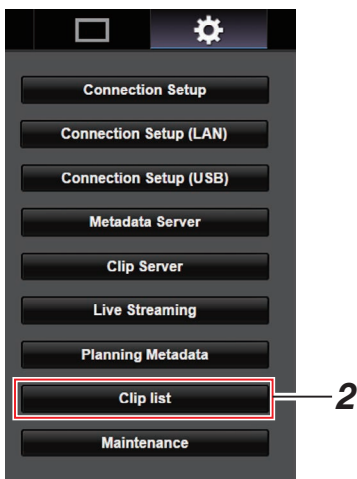 Connection Setup
Connection Setup (LAN)
Connection Setup (USB)
Metadata Server
Clip Server
Live Streaming
Planning Metadata
Clip list
2
Maintenance